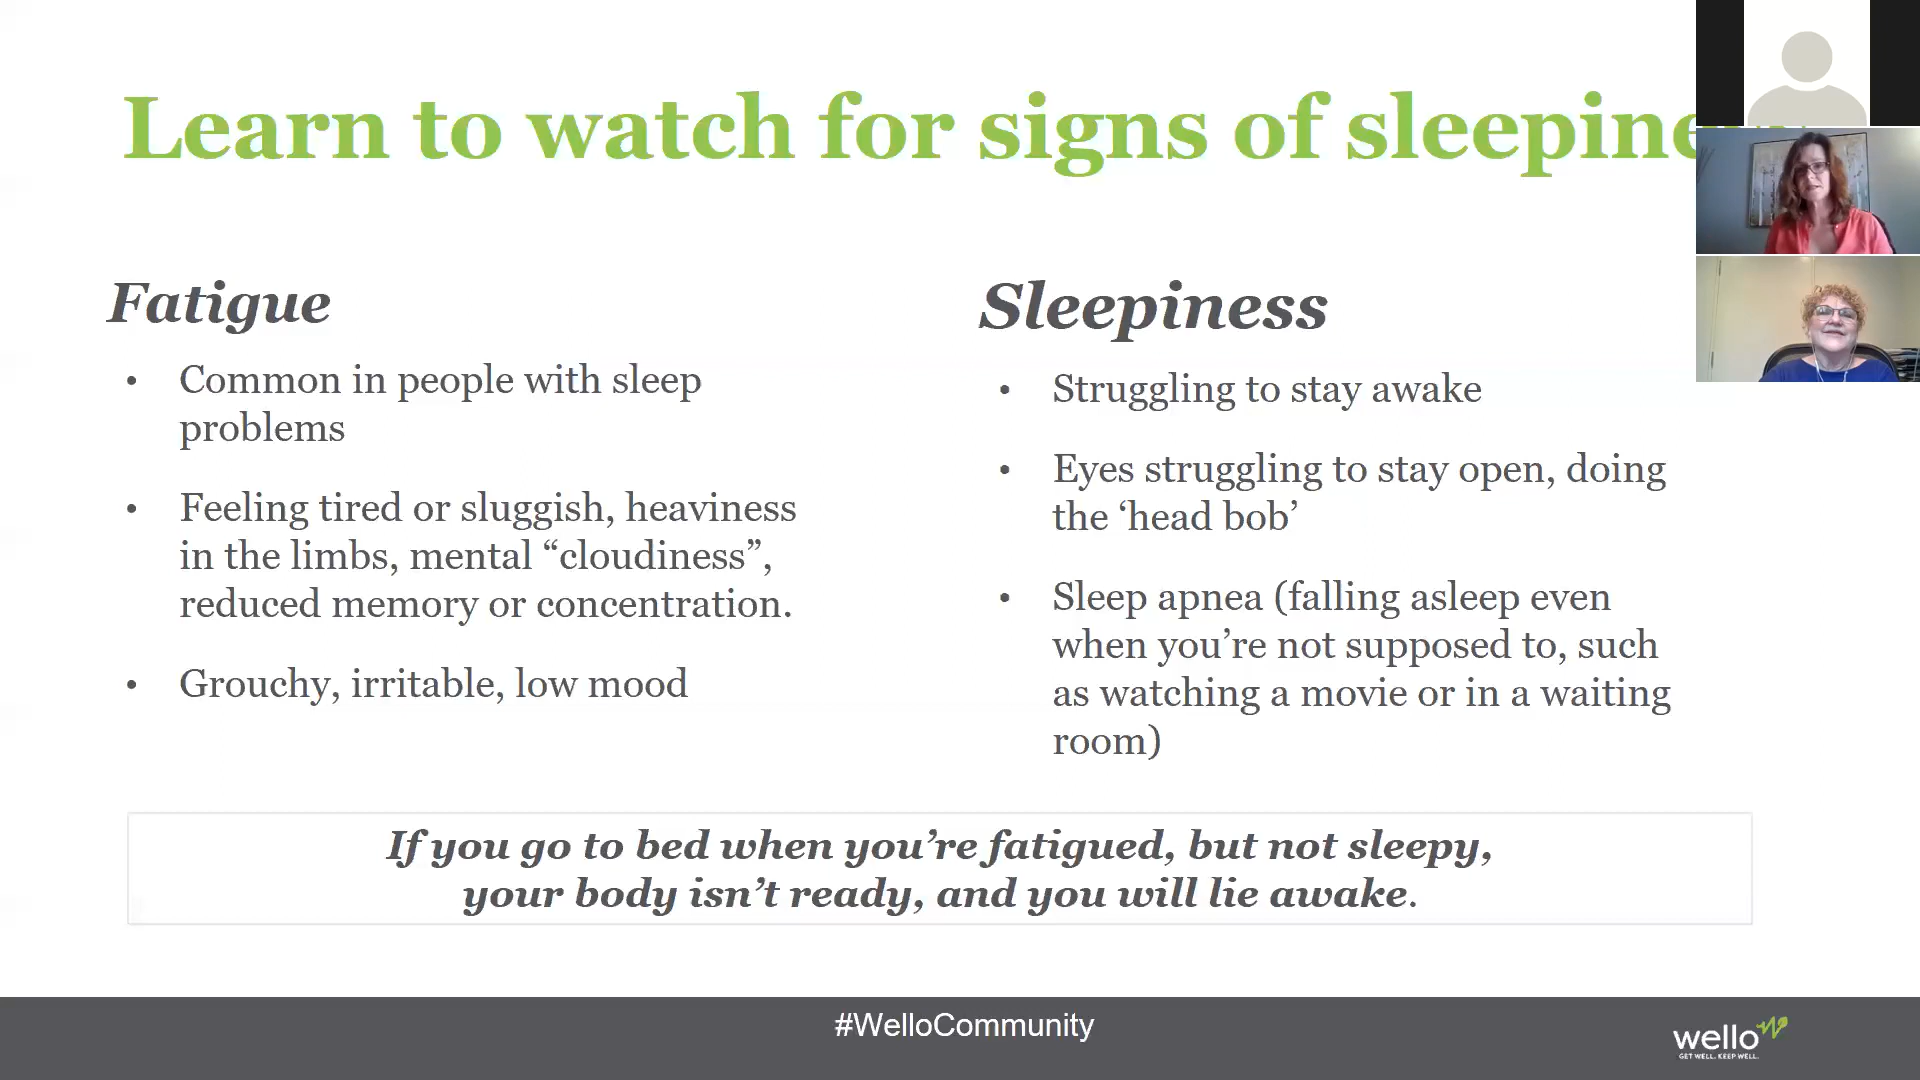 Learn to watch for signs of
Fatigue
• Common in people with sleep
problems
• Feeling tired or sluggish, heaviness
in the limbs, mental “cloudiness”,
reduced memory or concentration.
• Grouchy, irritable, low mood
Sleepiness
• Struggling to stay awake
• Eyes struggling to stay open, doing
the ‘head bob’
• Sleep apnea (falling asleep even
when you’re not supposed to, such
as watching a movie or in a waiting
room)
If you go to bed when you’re fatigued, but not sleepy,
your body isn’t ready, and you will lie awake.
#WelloCommunity
wello
GET WELL. KEEP WELL.